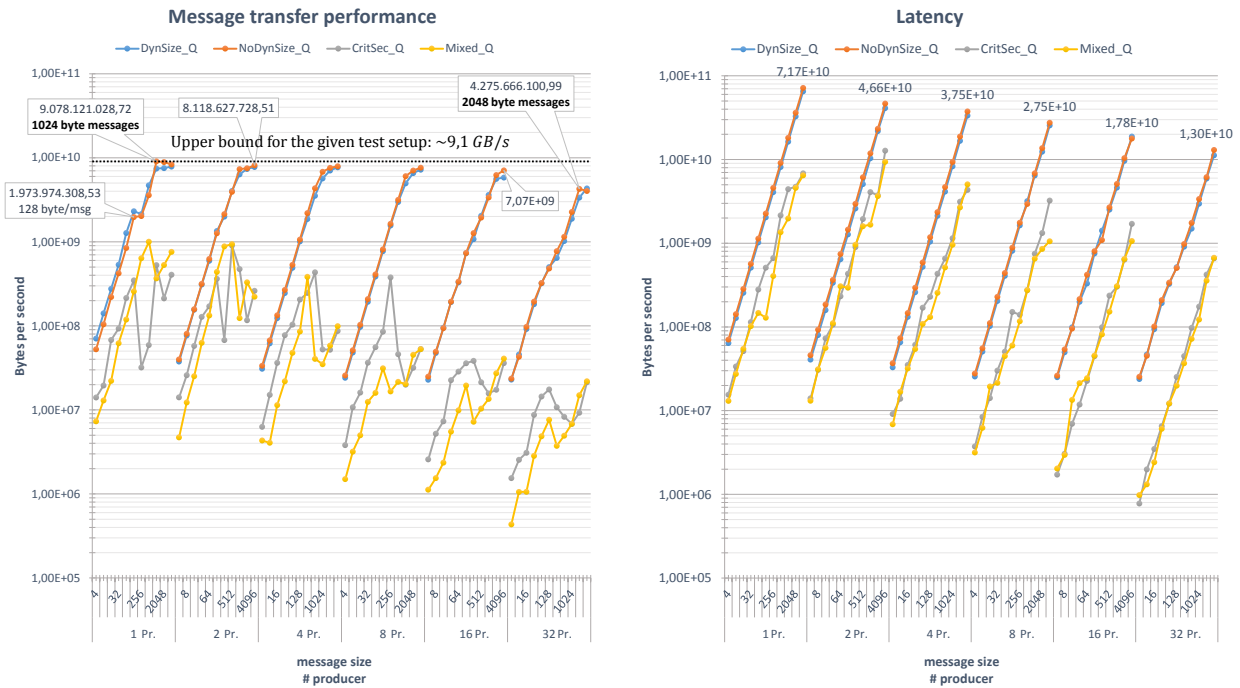 Message transfer performance
DynSize_Q NoDynSize_Q CritSec_Q Mixed_Q
1,00E+11
1,00E+10
1,00E+09
1,00E+08
1,00E+07
1,00E+06
1,00E+05
Bytes per second
9.078.121.028,72
1024 byte messages
8.118.627.728,51
4.275.666.100,99
2048 byte messages
Upper bound for the given test setup: ~9,1 GB/s
1.973.974.308,53
128 byte/msg
7,07E+09
4 32 256 2048 8 64 512 4096 16 128 1024 4 32 256 2048 8 64 512 4096 16 128 1024
1 Pr. 2 Pr. 4 Pr. 8 Pr. 16 Pr. 32 Pr.
message size
# producer
Latency
DynSize_Q NoDynSize_Q CritSec_Q Mixed_Q
1,00E+11
1,00E+10
1,00E+09
1,00E+08
1,00E+07
1,00E+06
1,00E+05
Bytes per second
7,17E+10
4,66E+10
3,75E+10
2,75E+10
1,78E+10
1,30E+10
4 32 256 2048 8 64 512 4096 16 128 1024 4 32 256 2048 8 64 512 4096 16 128 1024
1 Pr. 2 Pr. 4 Pr. 8 Pr. 16 Pr. 32 Pr.
message size
# producer